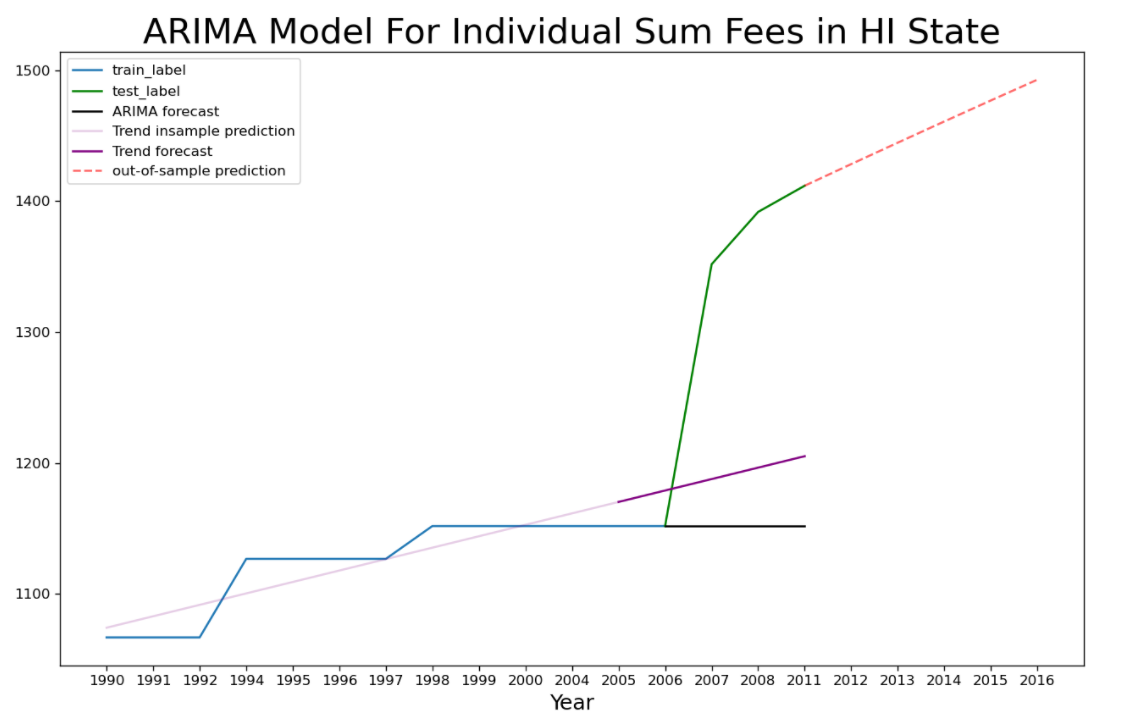 ARIMA Model For Individual Sum Fees in HI State
train_label
test_label
ARIMA forecast
Trend insample prediction
Trend forecast
out-of-sample prediction
1500
1400
1300
1200
1100
1990 1991 1992 1994 1995 1996 1997 1998 1999 2000 2004 2005 2006 2007 2008 2011 2012 2013 2014 2015 2016
Year